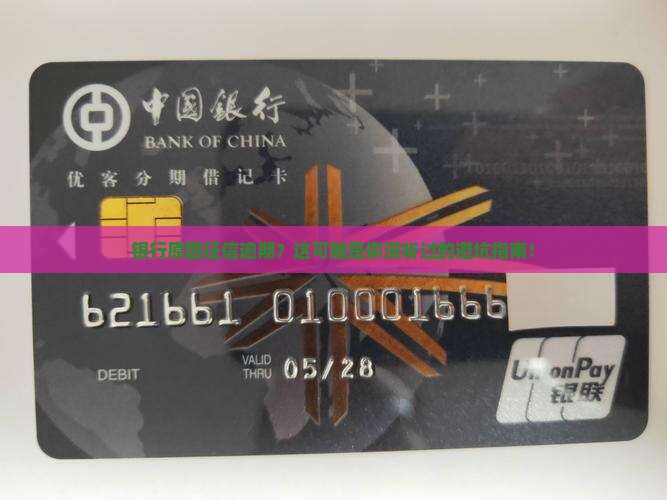 中国銀行
BANK OF CHINA
优客分期借记卡
银行原因征信逾期？这可能是你没听过的避坑指南！
621661 010001666
DEBIT VALID THRU 05/28
UnionPay
银联